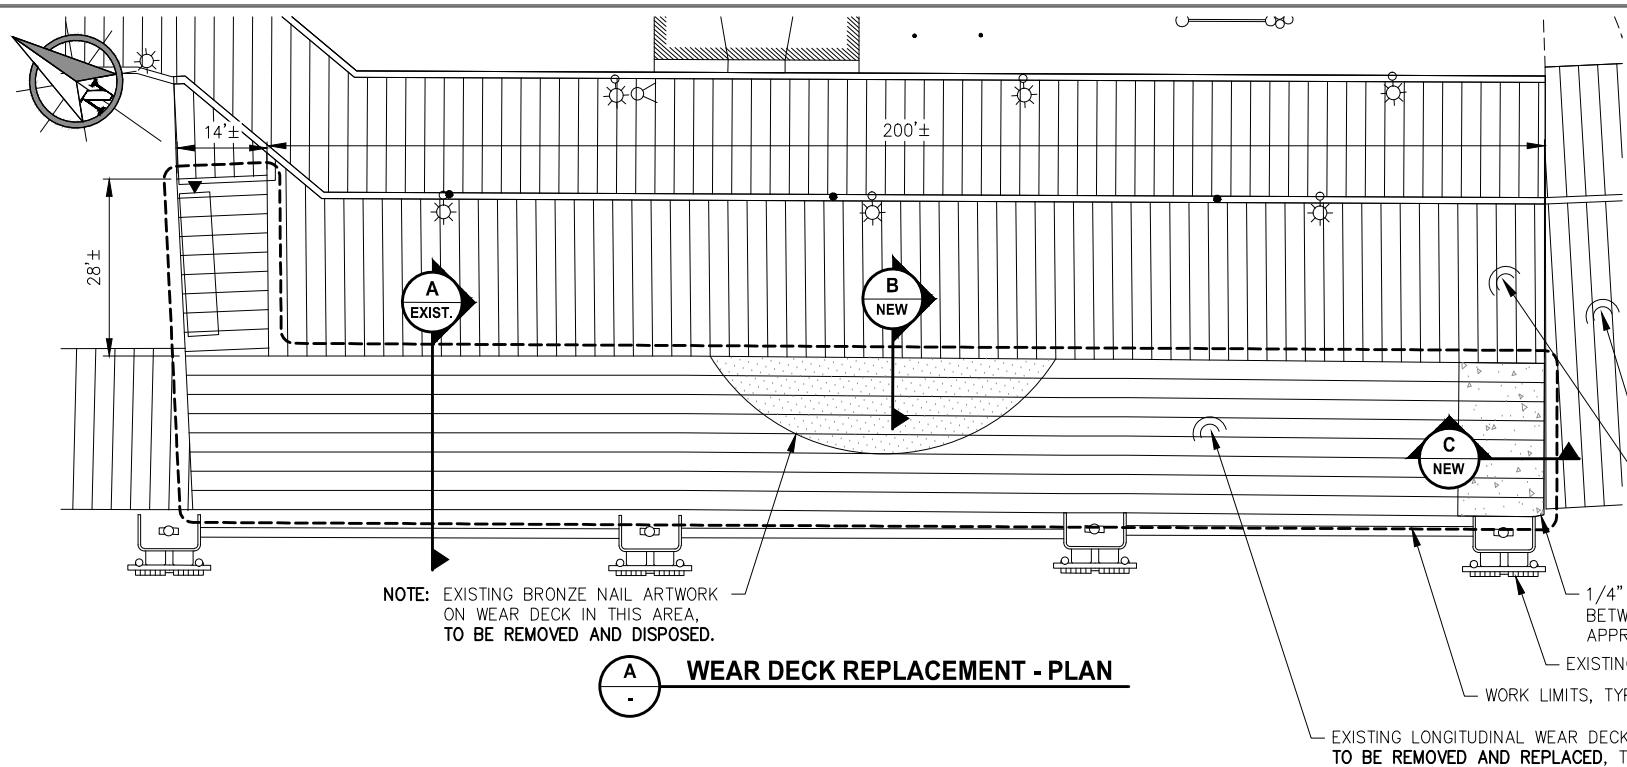 N
14'±
200'±
28'±
A
EXIST.
B
NEW
C
NEW
NOTE: EXISTING BRONZE NAIL ARTWORK
ON WEAR DECK IN THIS AREA,
TO BE REMOVED AND DISPOSED.
A
-
WEAR DECK REPLACEMENT - PLAN
1/4"
BETW
APPR
EXISTING
WORK LIMITS, TYP
EXISTING LONGITUDINAL WEAR DECK
TO BE REMOVED AND REPLACED, T